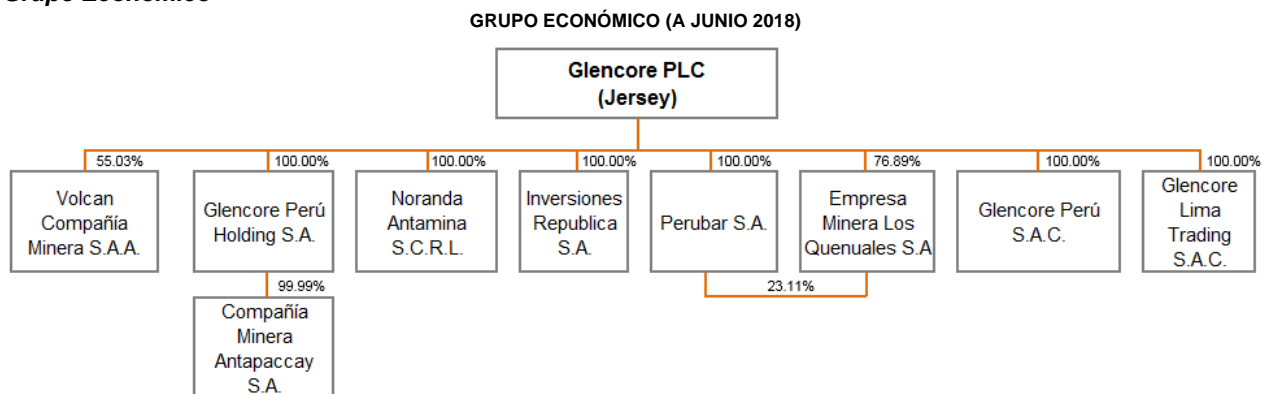 Grupo Económico
GRUPO ECONÓMICO (A JUNIO 2018)
Glencore PLC
(Jersey)
55.03%
100.00%
100.00%
100.00%
100.00%
76.89%
100.00%
100.00%
Volcan
Compañía
Minera S.A.A.
Glencore Perú
Holding S.A.
Noranda
Antamina
S.C.R.L.
Inversiones
Republica
S.A.
Perubar S.A.
Empresa
Minera Los
Quenuales S.A
Glencore Perú
S.A.C.
Glencore
Lima
Trading
S.A.C.
99.99%
23.11%
Compañía
Minera
Antapaccay
S.A.